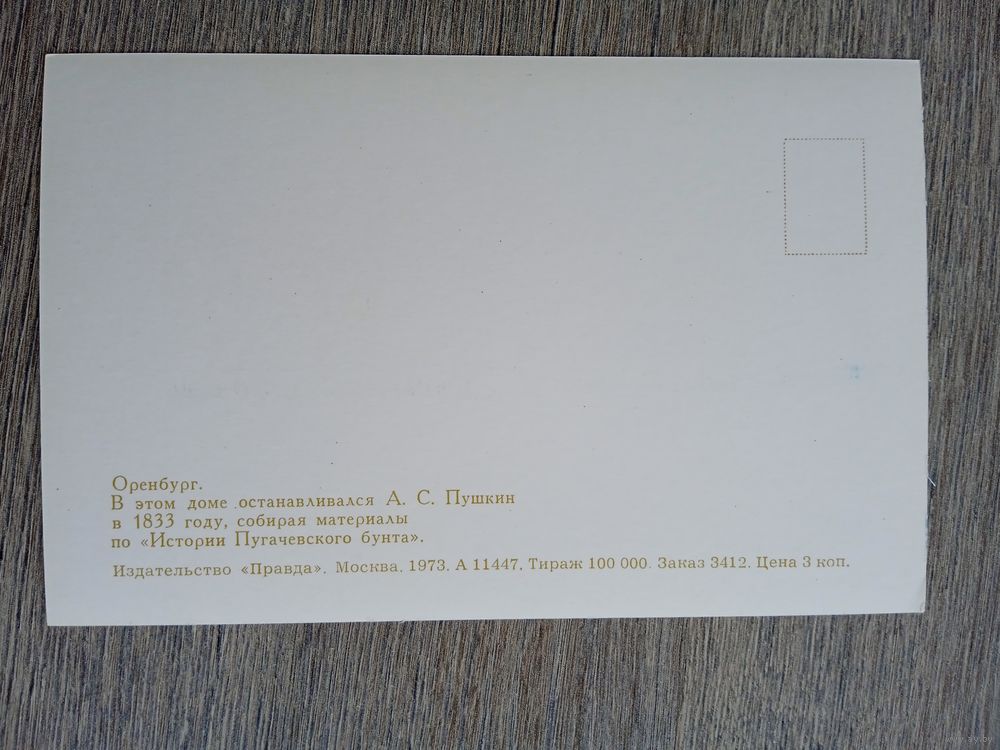 Оренбург.
В этом доме останавливался А. С. Пушкин
в 1833 году, собирая материалы
по «Истории Пугачевского бунта».
Издательство «Правда». Москва. 1973. А 11447. Тираж 100 000. Заказ 3412. Цена 3 коп.